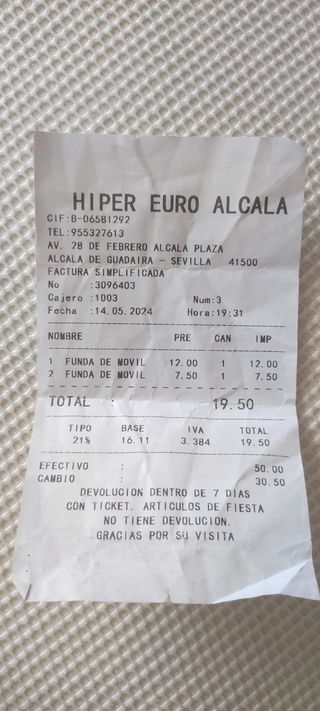 HIPER EURO ALCALA
CIF:B-06581292
TEL:955327613
AV. 28 DE FEBRERO ALCALA PLAZA
ALCALA DE GUADAIRA - SEVILLA 41500
FACTURA SIMPLIFICADA
No :3096403
Cajero :1003 Num:3
Fecha :14.05.2024 Hora:19:31
NOMBRE PRE CAN IMP
1 FUNDA DE MOVIL 12.00 1 12.00
2 FUNDA DE MOVIL 7.50 1 7.50
TOTAL : 19.50
TIPO BASE IVA TOTAL
21% 16.11 3.384 19.50
EFECTIVO : 50.00
CAMBIO : 30.50
DEVOLUCION DENTRO DE 7 DIAS
CON TICKET. ARTICULOS DE FIESTA
NO TIENE DEVOLUCION.
GRACIAS POR SU VISITA